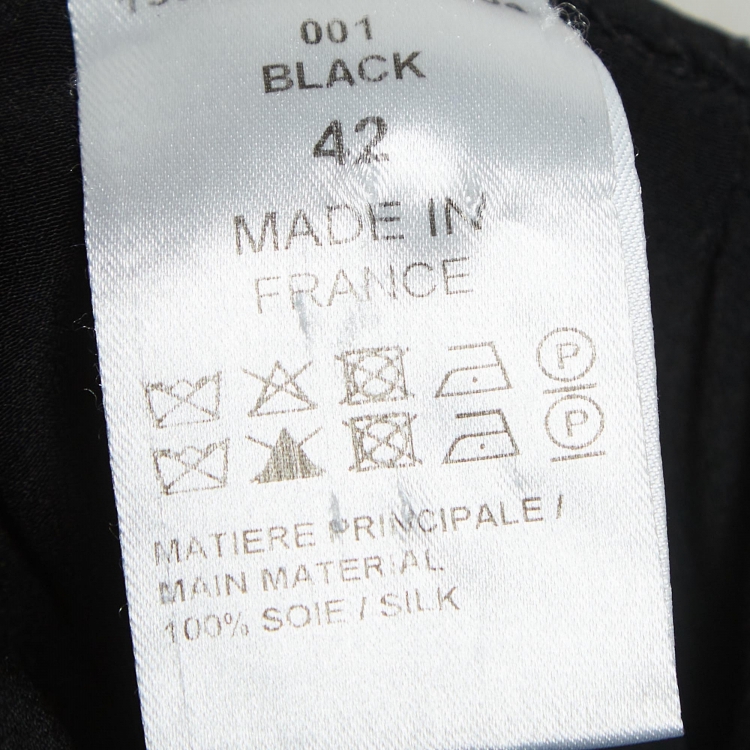 001
BLACK
42
MADE IN
FRANCE
P
P
MATIERE PRINCIPALE /
MAIN MATERIAL
100% SOIE / SILK